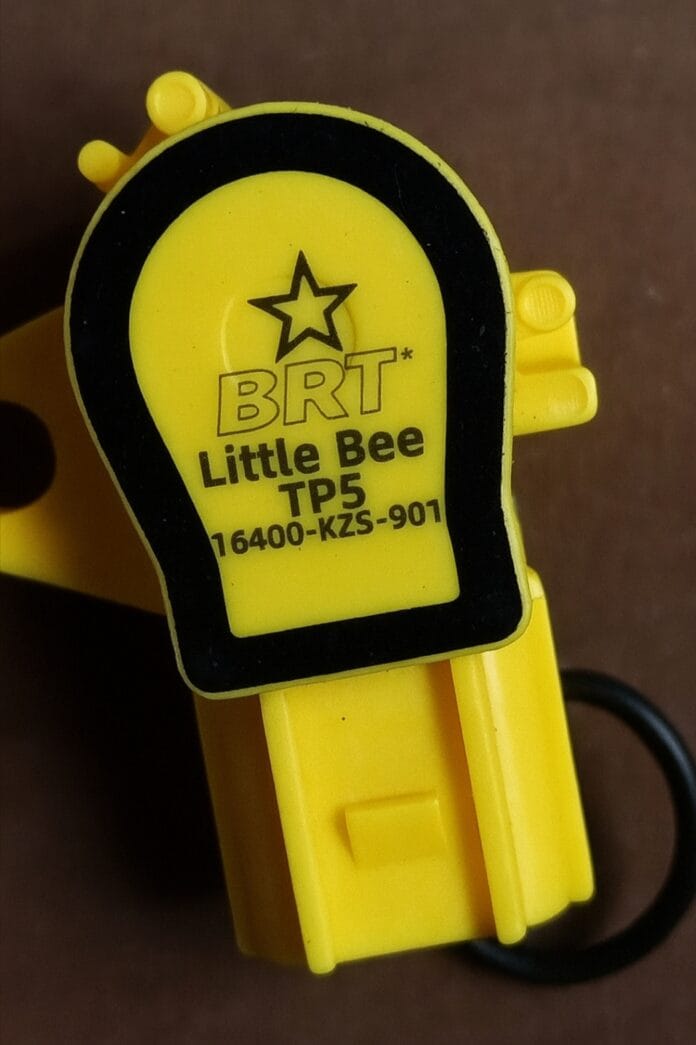 BRT*
Little Bee
TP5
16400-KZS-901